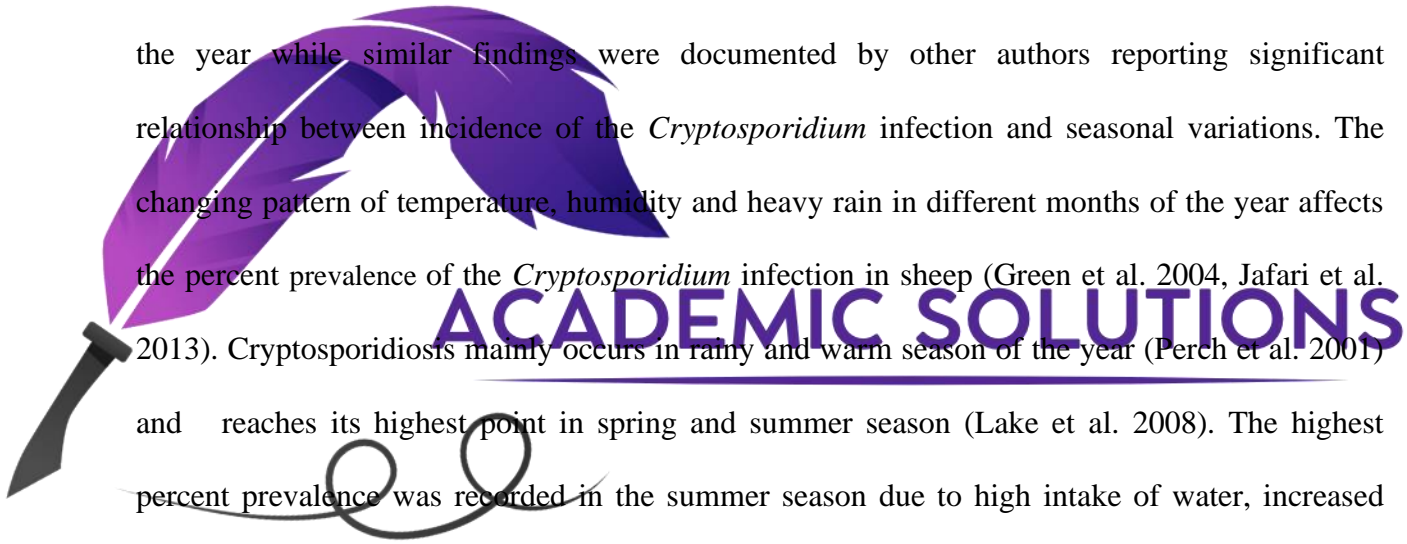 the year while similar findings were documented by other authors reporting significant
relationship between incidence of the Cryptosporidium infection and seasonal variations. The
changing pattern of temperature, humidity and heavy rain in different months of the year affects
the percent prevalence of the Cryptosporidium infection in sheep (Green et al. 2004, Jafari et al.
ACADEMIC SOLUTIONS
2013). Cryptosporidiosis mainly occurs in rainy and warm season of the year (Perch et al. 2001)
and reaches its highest point in spring and summer season (Lake et al. 2008). The highest
percent prevalence was recorded in the summer season due to high intake of water, increased